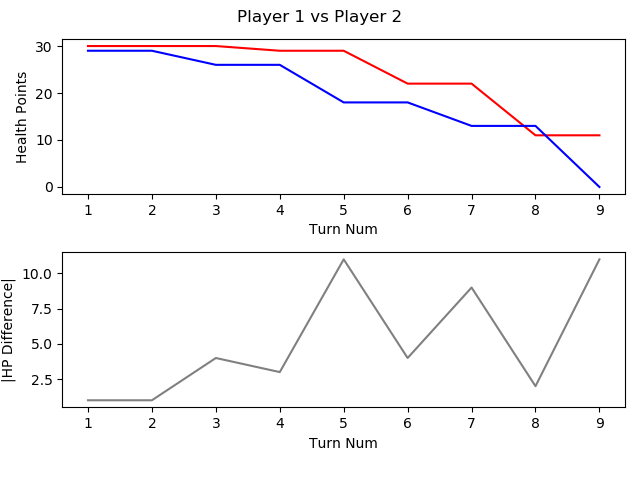 Player 1 vs Player 2
Health Points
30
20
10
0
1 2 3 4 5 6 7 8 9
Turn Num
|HP Difference|
10.0
7.5
5.0
2.5
1 2 3 4 5 6 7 8 9
Turn Num